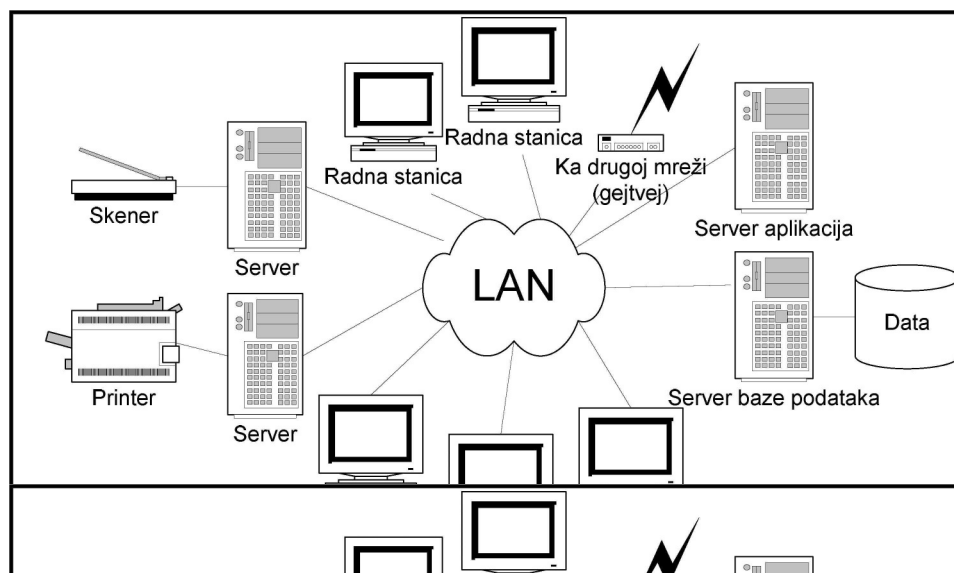 Radna stanica
Radna stanica
Ka drugoj mreži
(gejtvej)
Skener
Server
Server aplikacija
LAN
Data
Printer
Server
Server baze podataka